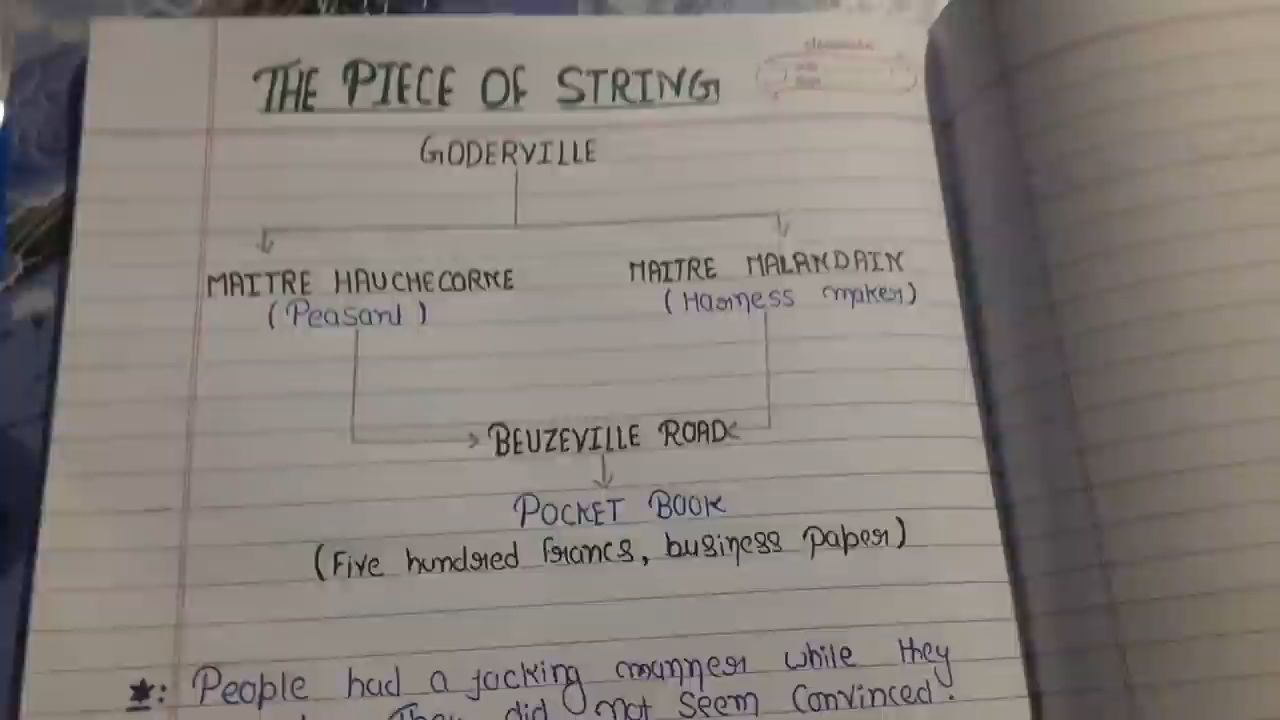 THE PIECE OF STRING
GODERVILLE
MAITRE HAUCHECORNE
(Peasant)
MAITRE MALANDAIN
(Harness maker)
BEUZEVILLE ROAD
POCKET BOOK
(Five hundred francs, business paper)
*: People had a jocking manner while they
They did not seem convinced.